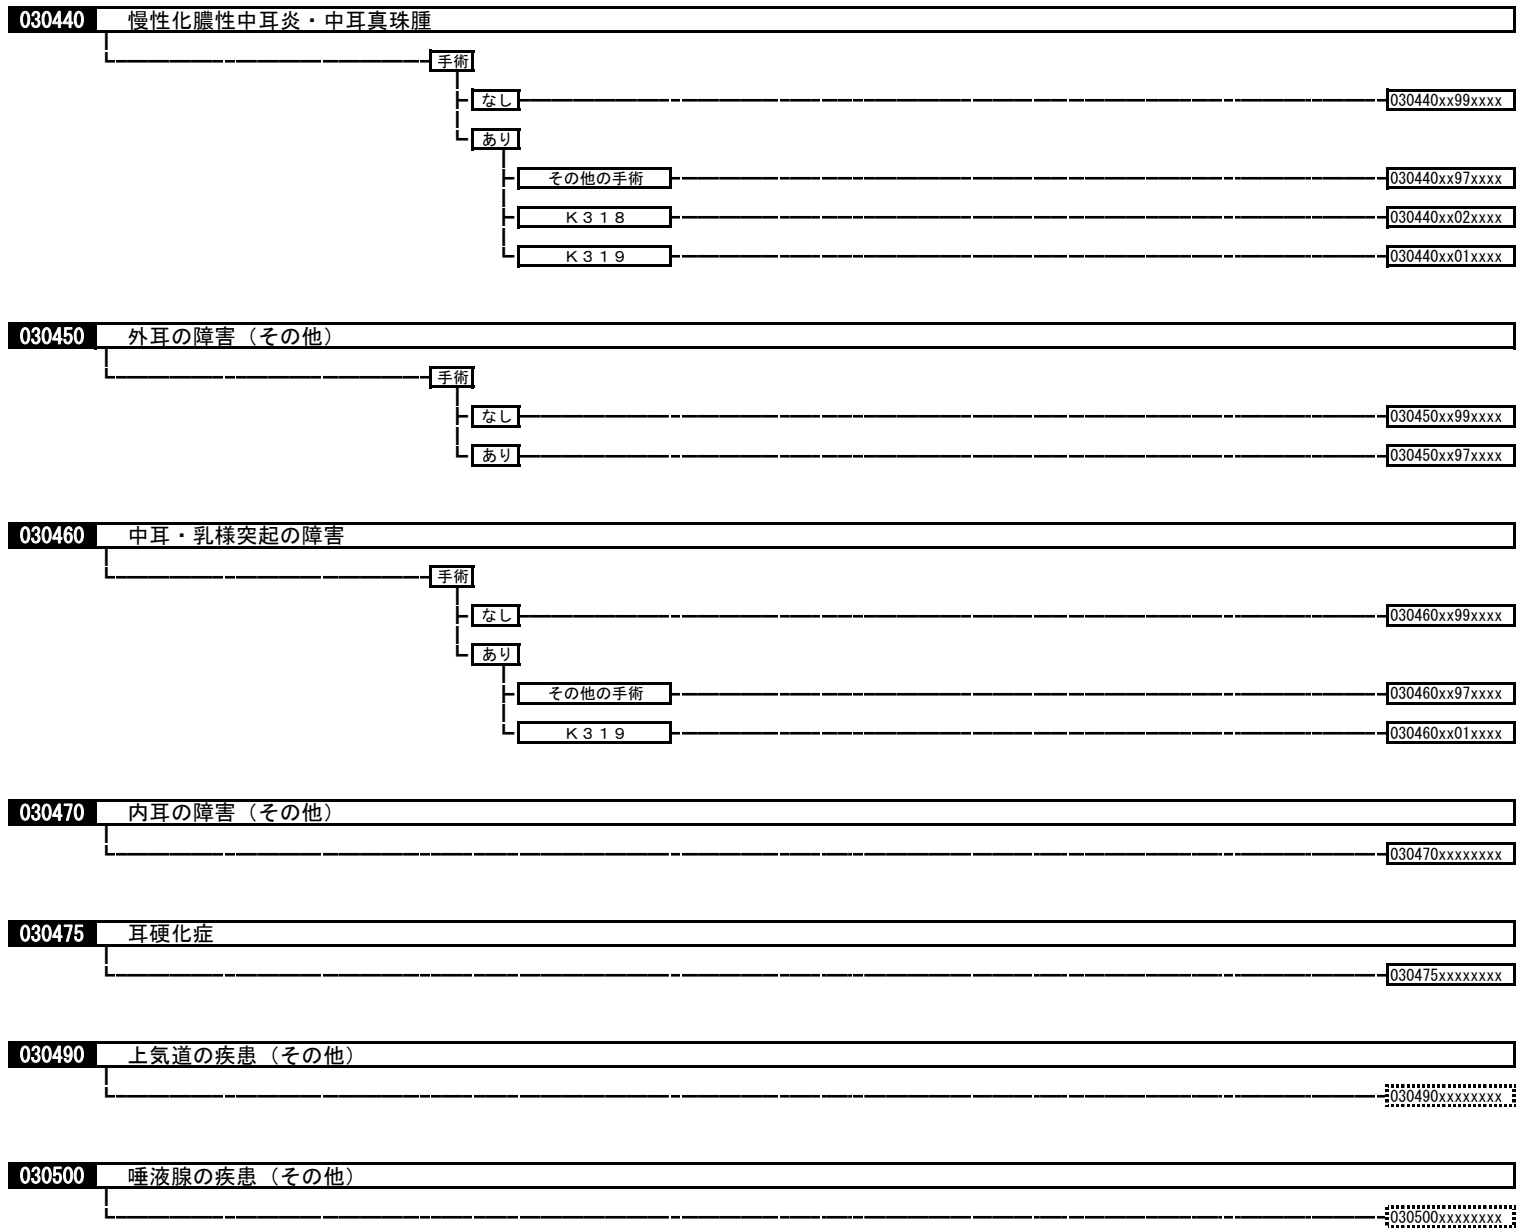 030440 慢性化膿性中耳炎・中耳真珠腫
手術
なし 030440xx99xxxx
あり
その他の手術 030440xx97xxxx
K318 030440xx02xxxx
K319 030440xx01xxxx
030450 外耳の障害（その他）
手術
なし 030450xx99xxxx
あり 030450xx97xxxx
030460 中耳・乳様突起の障害
手術
なし 030460xx99xxxx
あり
その他の手術 030460xx97xxxx
K319 030460xx01xxxx
030470 内耳の障害（その他）
030470xxxxxxxx
030475 耳硬化症
030475xxxxxxxx
030490 上気道の疾患（その他）
030490xxxxxxxx
030500 唾液腺の疾患（その他）
030500xxxxxxxx